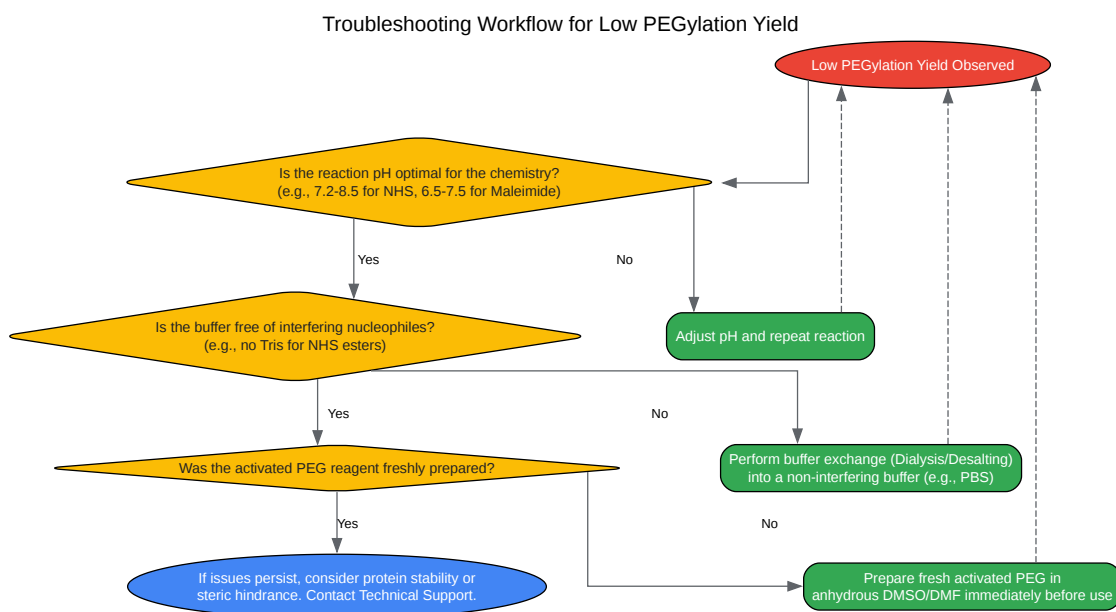 Troubleshooting Workflow for Low PEGylation Yield
Low PEGylation Yield Observed
Is the reaction pH optimal for the chemistry?
(e.g., 7.2-8.5 for NHS, 6.5-7.5 for Maleimide)
Yes
No
Is the buffer free of interfering nucleophiles?
(e.g., no Tris for NHS esters)
Adjust pH and repeat reaction
Yes
No
Was the activated PEG reagent freshly prepared?
Perform buffer exchange (Dialysis/Desalting)
into a non-interfering buffer (e.g., PBS)
Yes
No
If issues persist, consider protein stability or
steric hindrance. Contact Technical Support.
Prepare fresh activated PEG in
anhydrous DMSO/DMF immediately before use